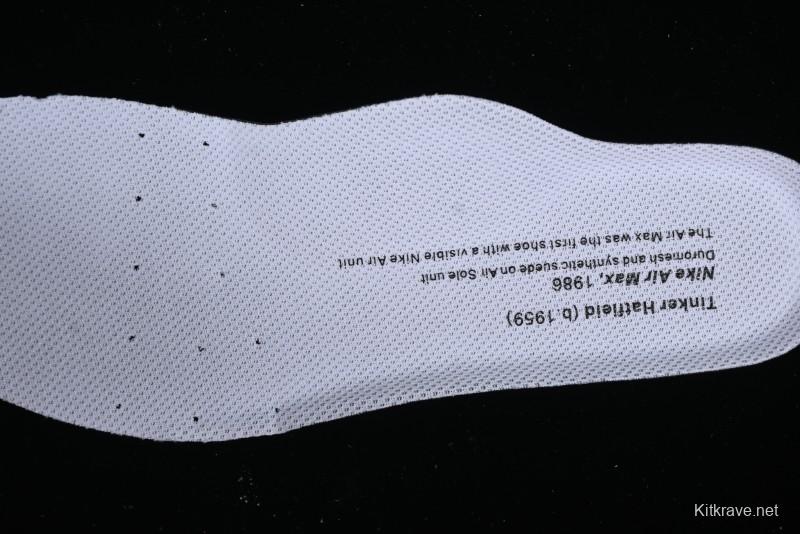 Tinker Hatfield (b.1959)
Nike Air Max, 1986
Duromesh and synthetic suede on Air Sole unit
The Air Max was the first shoe with a visible Nike Air unit
Kitkrave.net